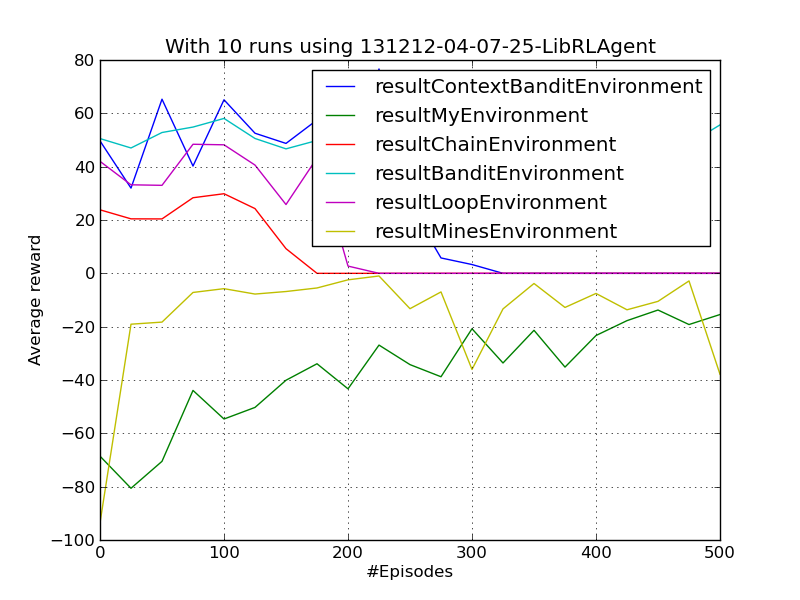 With 10 runs using 131212-04-07-25-LibRLAgent
80
60
40
20
0
−20
−40
−60
−80
−100
Average reward
resultContextBanditEnvironment
resultMyEnvironment
resultChainEnvironment
resultBanditEnvironment
resultLoopEnvironment
resultMinesEnvironment
0 100 200 300 400 500
#Episodes